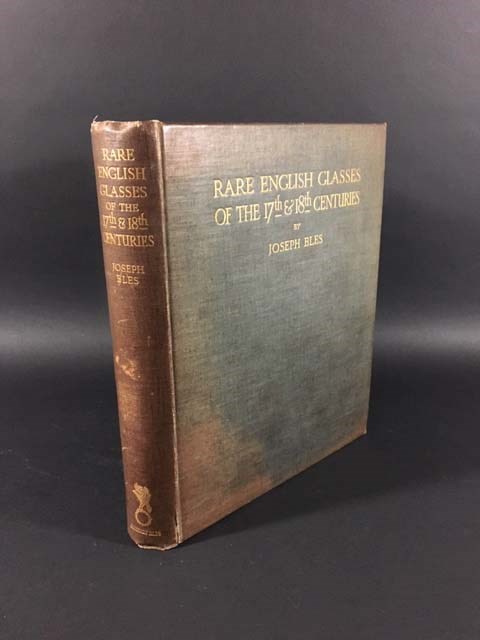 RARE
ENGLISH
GLASSES
OF THE
17th & 18th
CENTURIES
JOSEPH
BLES
RARE ENGLISH GLASSES
OF THE 17th & 18th CENTURIES
BY
JOSEPH BLES